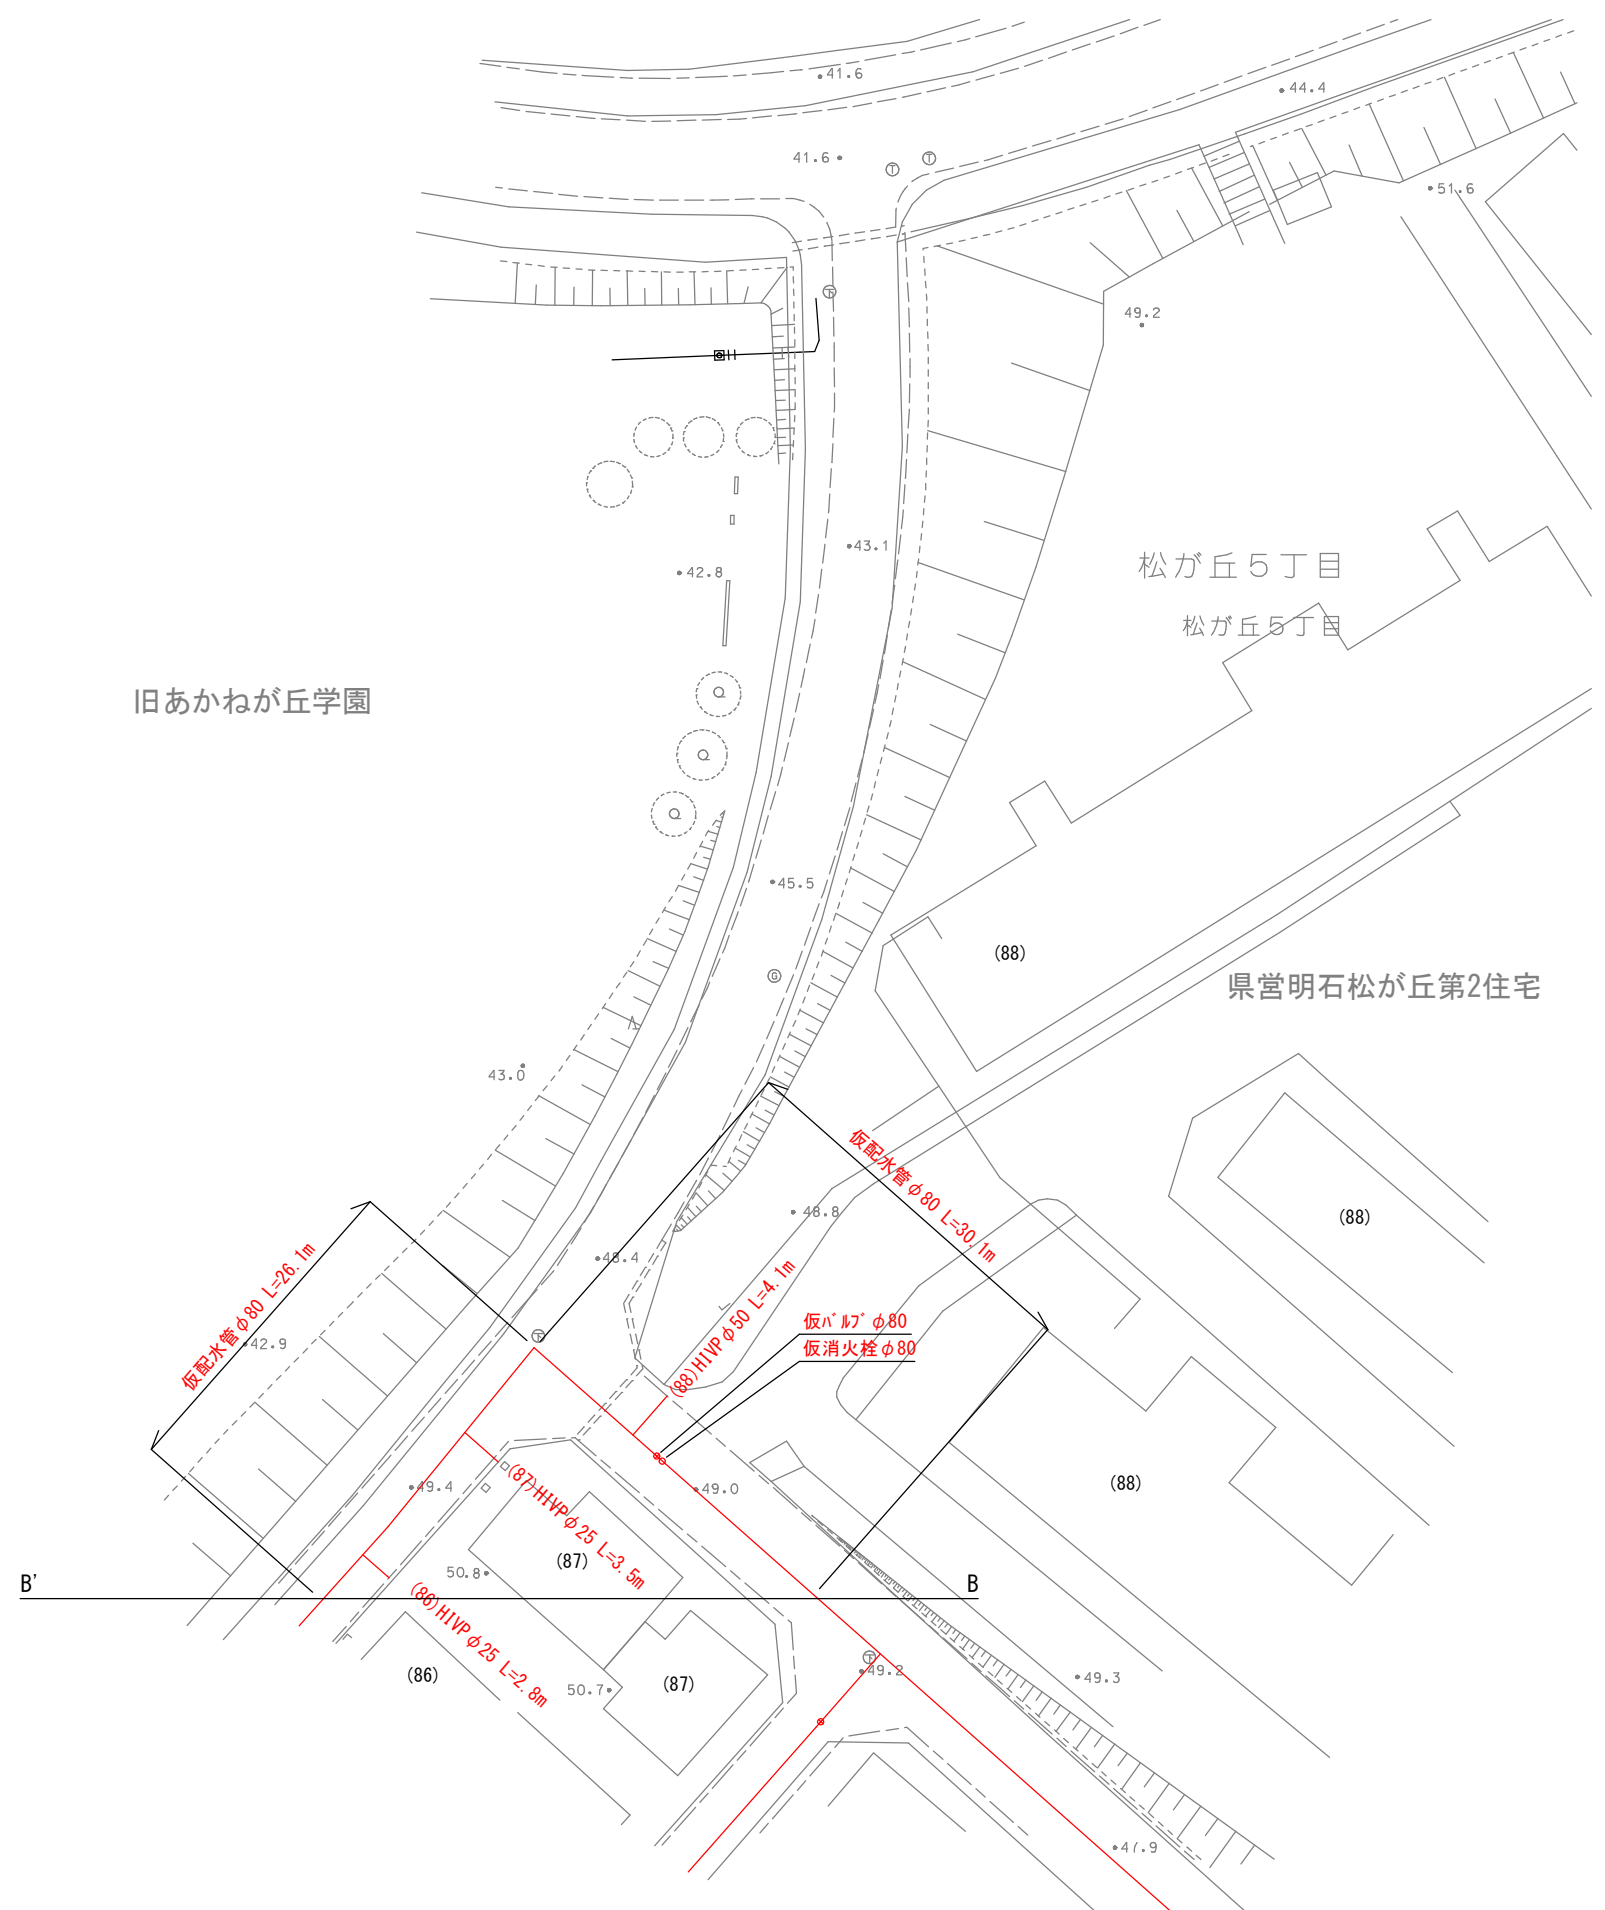 41.6
44.4
41.6
T
T
51.6
下
49.2
43.1
松が丘５丁目
42.8
松が丘５丁目
旧あかねが丘学園
45.5
(88)
G
県営明石松が丘第2住宅
43.0
仮配水管φ80 L=30.1m
48.8
(88)
48.4
仮配水管φ80 L=26.1m
(88)HIVPφ50 L=4.1m
仮ﾊﾞﾙﾌﾞφ80
下
42.9
仮消火栓φ80
49.4
49.0
(88)
(87)HIVPφ25 L=3.5m
(87)
50.8
B'
B
(86)HIVPφ25 L=2.8m
下
49.2
(86)
49.3
50.7
(87)
47.9